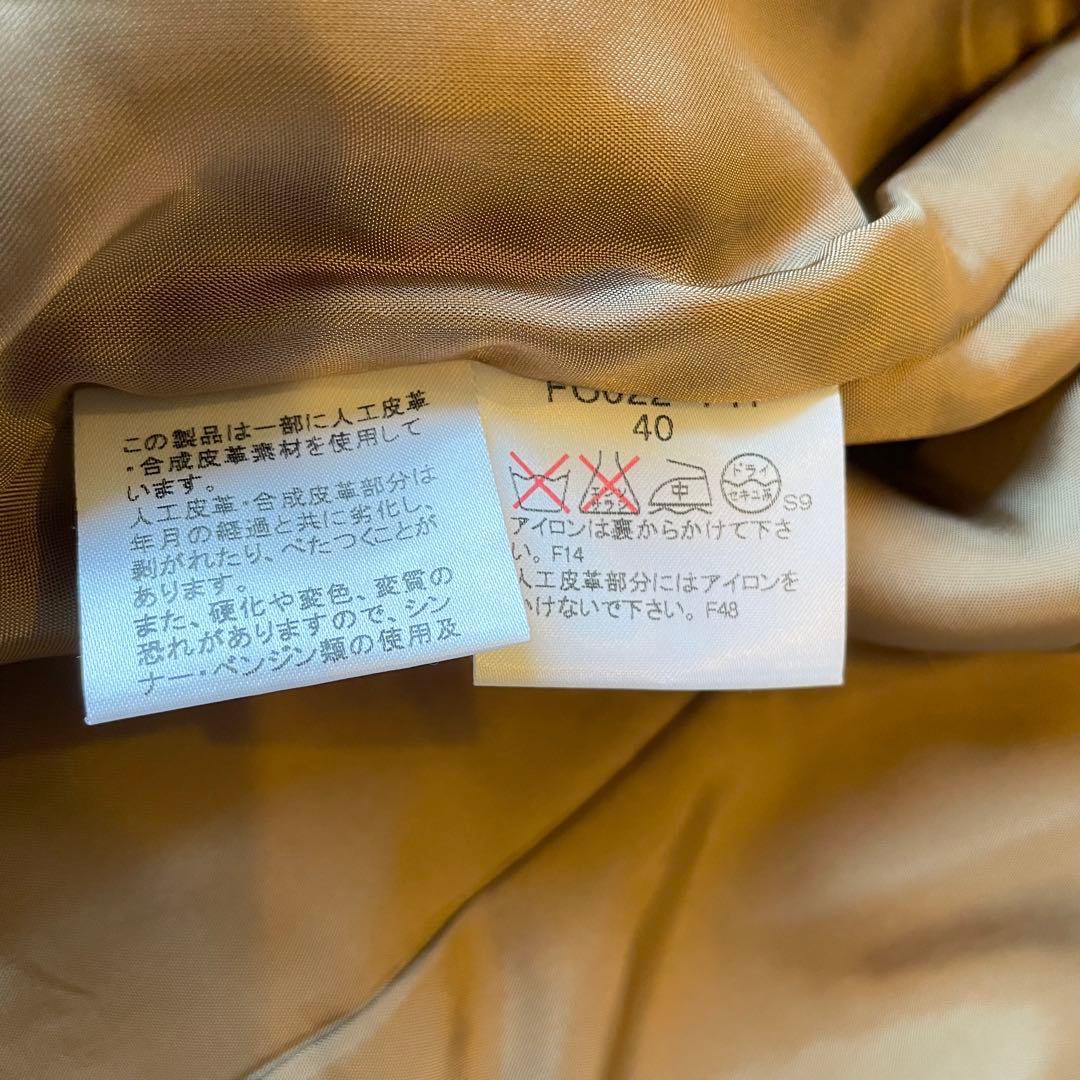 この製品は一部に人工皮革
・合成皮革素材を使用して
います。
人工皮革・合成皮革部分は
年月の経過と共に劣化し、
剥がれたり、べたつくことが
あります。
また、硬化や変色、変質の
恐れがありますので、シン
ナー・ベンジン類の使用及
40
エンソ
サラシ
中
ドライ
セキユ系
S9
アイロンは裏からかけて下さ
い。F14
人工皮革部分にはアイロンを
かけないで下さい。F48